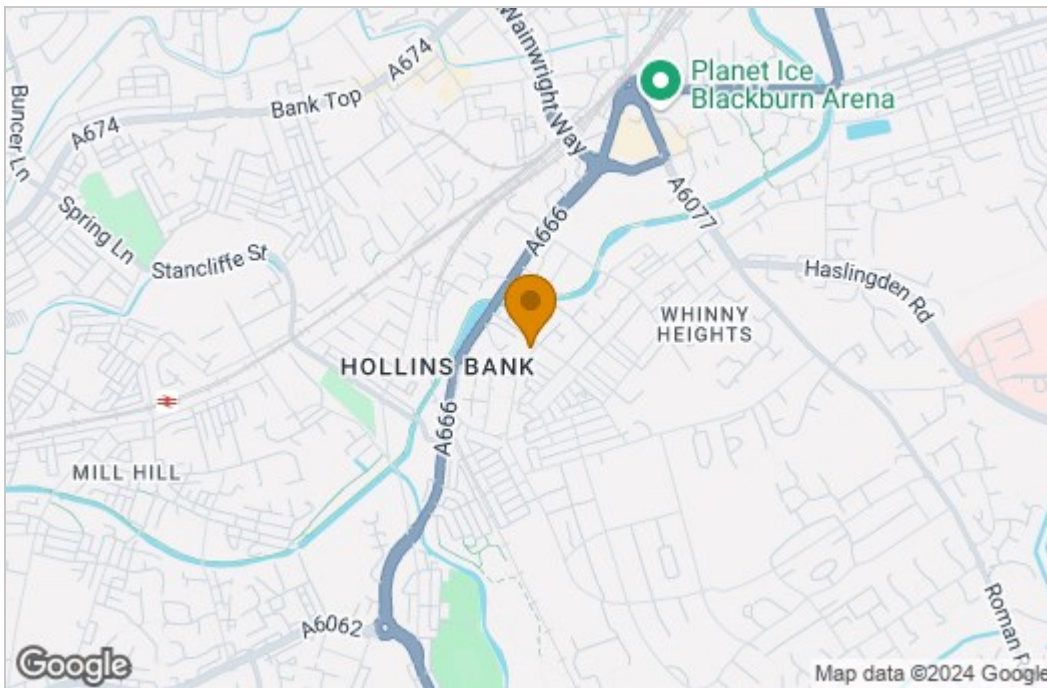 Wainwright Way
A674
Bank Top
A674
Buncer Ln
Planet Ice
Blackburn Arena
Spring Ln
Stancliffe St
A666
A6077
Haslingden Rd
WHINNY
HEIGHTS
HOLLINS BANK
A666
MILL HILL
A6062
Roman R
Google
Map data ©2024 Google